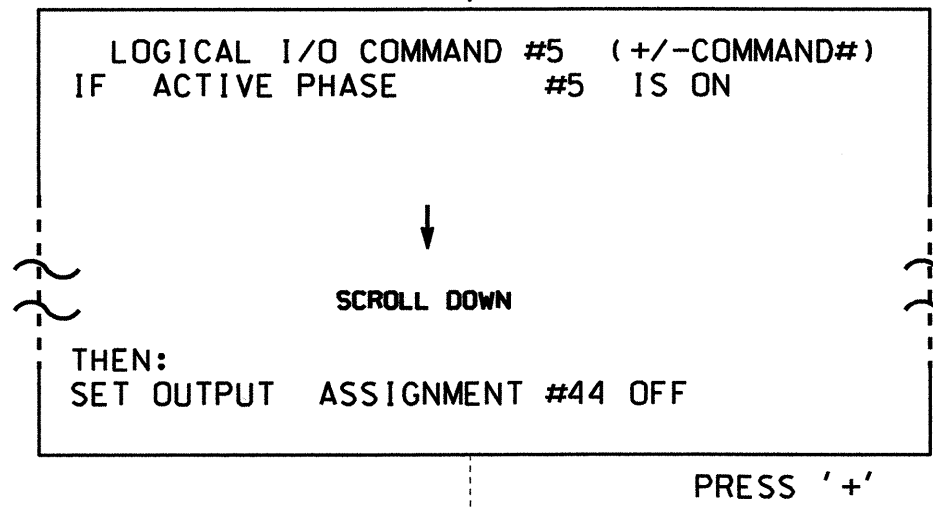 LOGICAL I/O COMMAND #5 (+/-COMMAND#)
IF ACTIVE PHASE #5 IS ON
SCROLL DOWN
THEN:
SET OUTPUT ASSIGNMENT #44 OFF
PRESS '+'